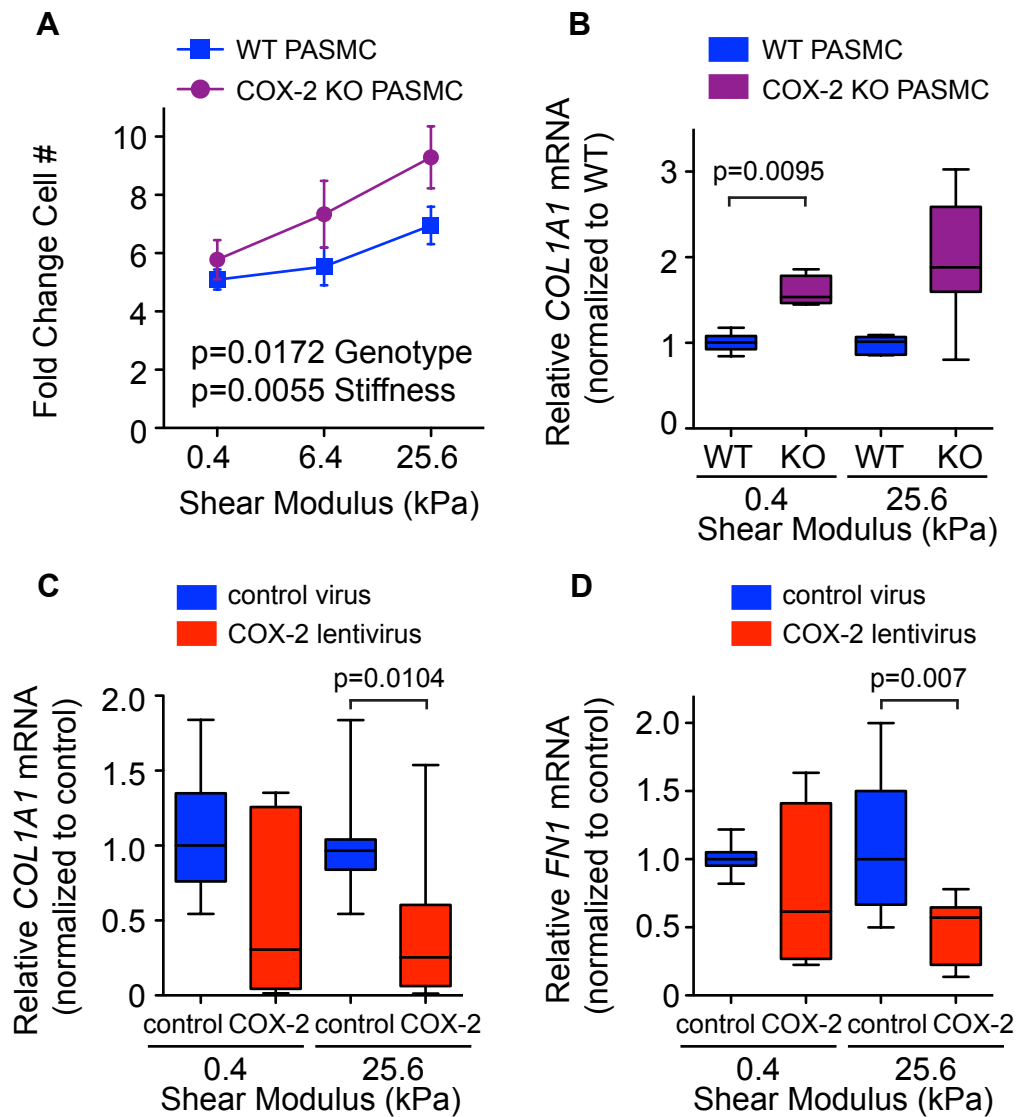 A
WT PASMC
COX-2 KO PASMC
Fold Change Cell #
10
8
6
4
2
0
p=0.0172 Genotype
p=0.0055 Stiffness
0.4 6.4 25.6
Shear Modulus (kPa)
B
WT PASMC
COX-2 KO PASMC
Relative COL1A1 mRNA
(normalized to WT)
3
2
1
0
p=0.0095
WT KO WT KO
0.4 25.6
Shear Modulus (kPa)
C
control virus
COX-2 lentivirus
Relative COL1A1 mRNA
(normalized to control)
2.0
1.5
1.0
0.5
0
p=0.0104
control COX-2 control COX-2
0.4 25.6
Shear Modulus (kPa)
D
control virus
COX-2 lentivirus
Relative FN1 mRNA
(normalized to control)
2.0
1.5
1.0
0.5
0
p=0.007
control COX-2 control COX-2
0.4 25.6
Shear Modulus (kPa)